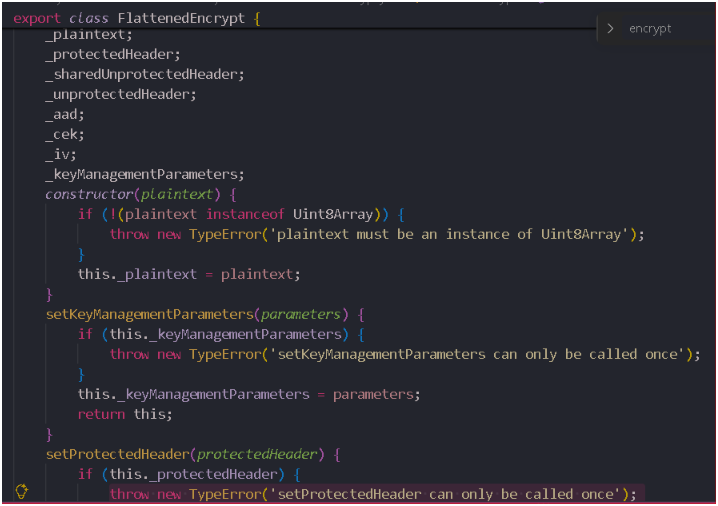 export class FlattenedEncrypt {
encrypt
_plaintext;
_protectedHeader;
_sharedUnprotectedHeader;
_unprotectedHeader;
_aad;
_cek;
_iv;
_keyManagementParameters;
constructor(plaintext) {
if (!(plaintext instanceof Uint8Array)) {
throw new TypeError('plaintext must be an instance of Uint8Array');
}
this._plaintext = plaintext;
}
setKeyManagementParameters(parameters) {
if (this._keyManagementParameters) {
throw new TypeError('setKeyManagementParameters can only be called once');
}
this._keyManagementParameters = parameters;
return this;
}
setProtectedHeader(protectedHeader) {
if (this._protectedHeader) {
throw new TypeError('setProtectedHeader can only be called once');